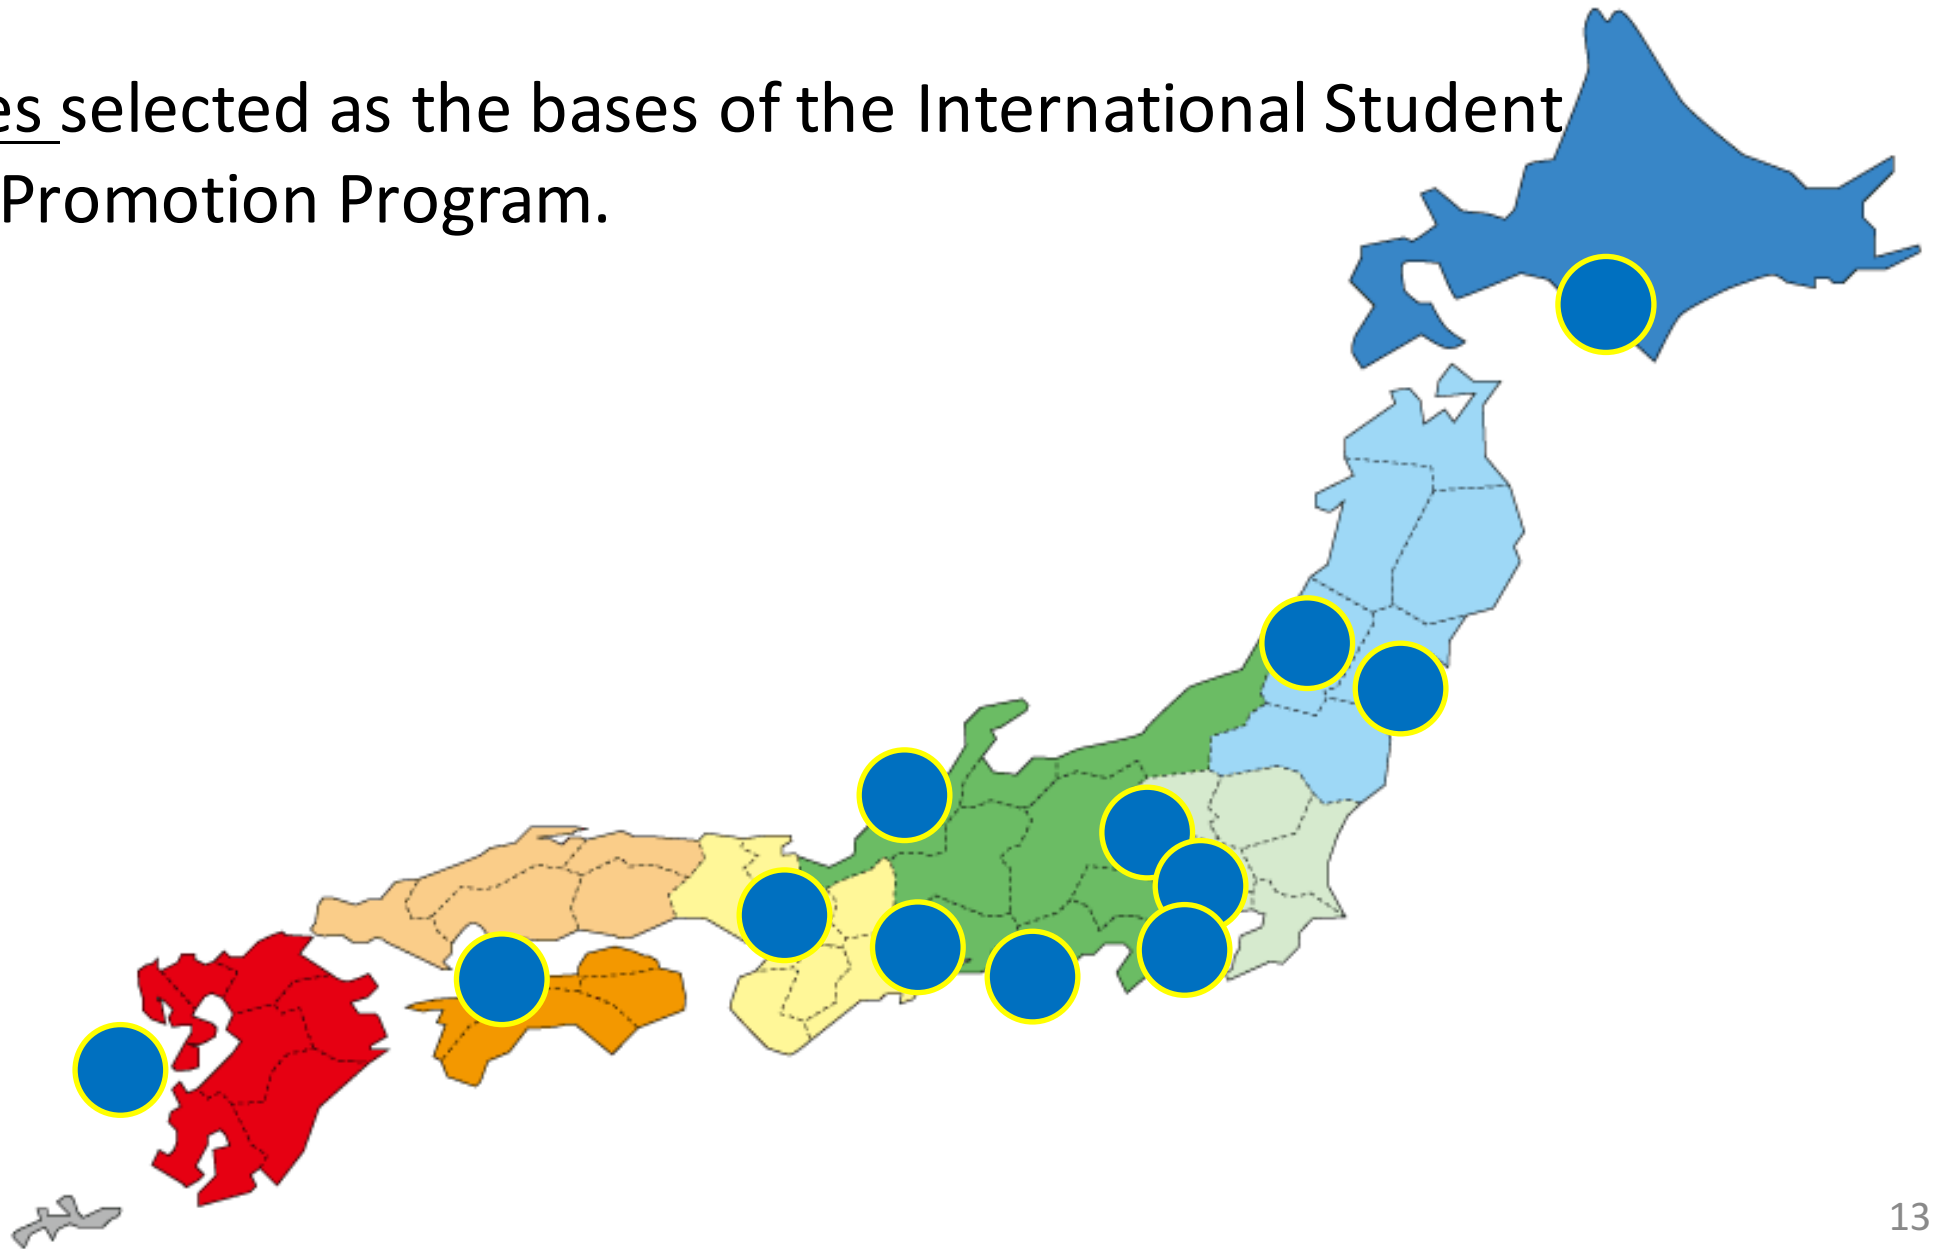 es selected as the bases of the International Student
Promotion Program.
13